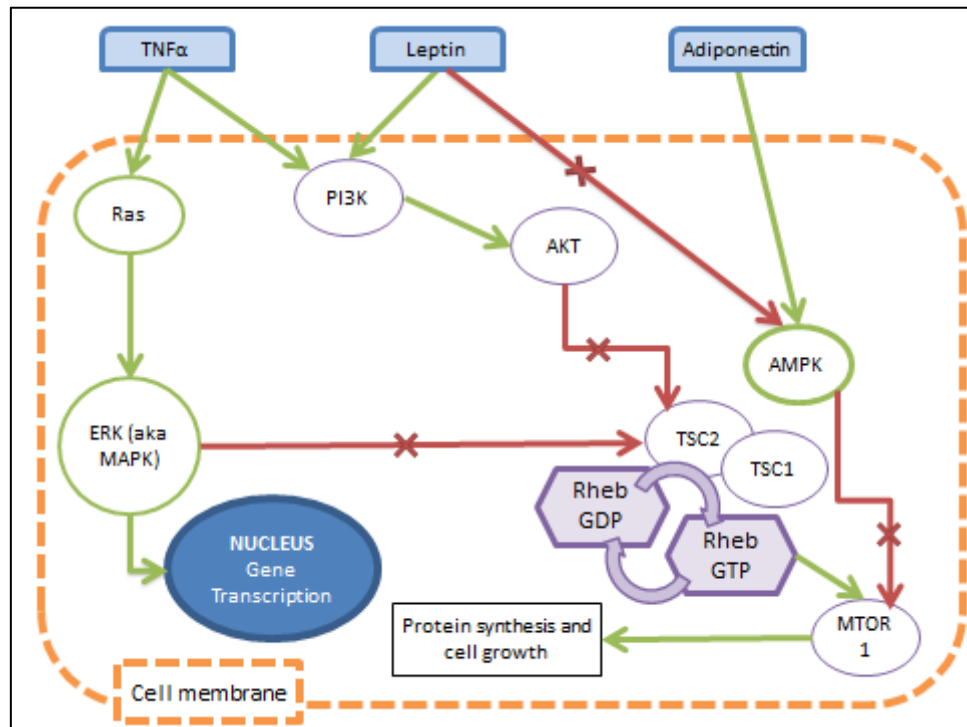 TNFα
Leptin
Adiponectin
Ras
PI3K
AKT
AMPK
ERK (aka
MAPK)
TSC2
TSC1
Rheb
GDP
Rheb
GTP
NUCLEUS
Gene
Transcription
Protein synthesis and
cell growth
MTOR
1
Cell membrane